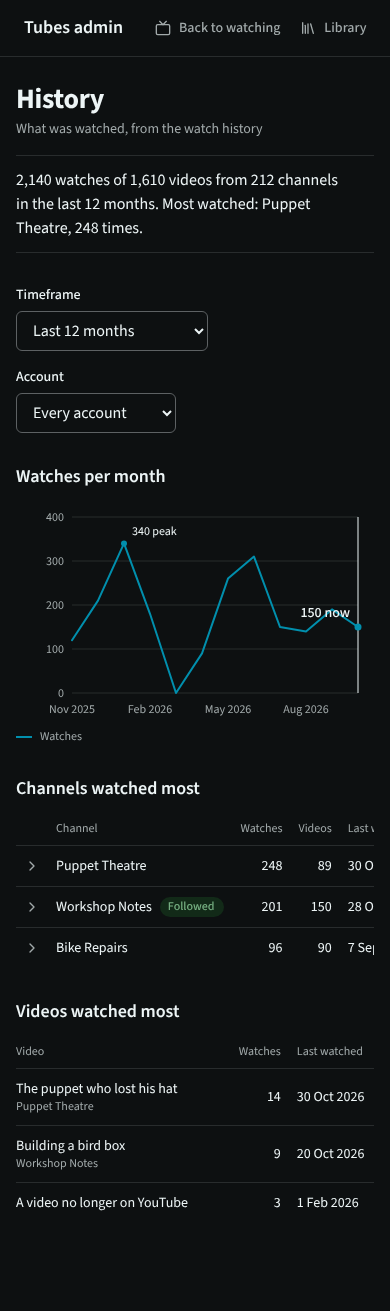 Tubes admin
Back to watching
Library
History
What was watched, from the watch history
2,140 watches of 1,610 videos from 212 channels
in the last 12 months. Most watched: Puppet
Theatre, 248 times.
Timeframe
Last 12 months
Account
Every account
Watches per month
400
340 peak
300
200
150 now
100
0
Nov 2025 Feb 2026 May 2026 Aug 2026
Watches
Channels watched most
Channel Watches Videos Last
Puppet Theatre 248 89 30 O
Workshop Notes Followed 201 150 28 O
Bike Repairs 96 90 7 Sep
Videos watched most
Video Watches Last watched
The puppet who lost his hat 14 30 Oct 2026
Puppet Theatre
Building a bird box 9 20 Oct 2026
Workshop Notes
A video no longer on YouTube 3 1 Feb 2026